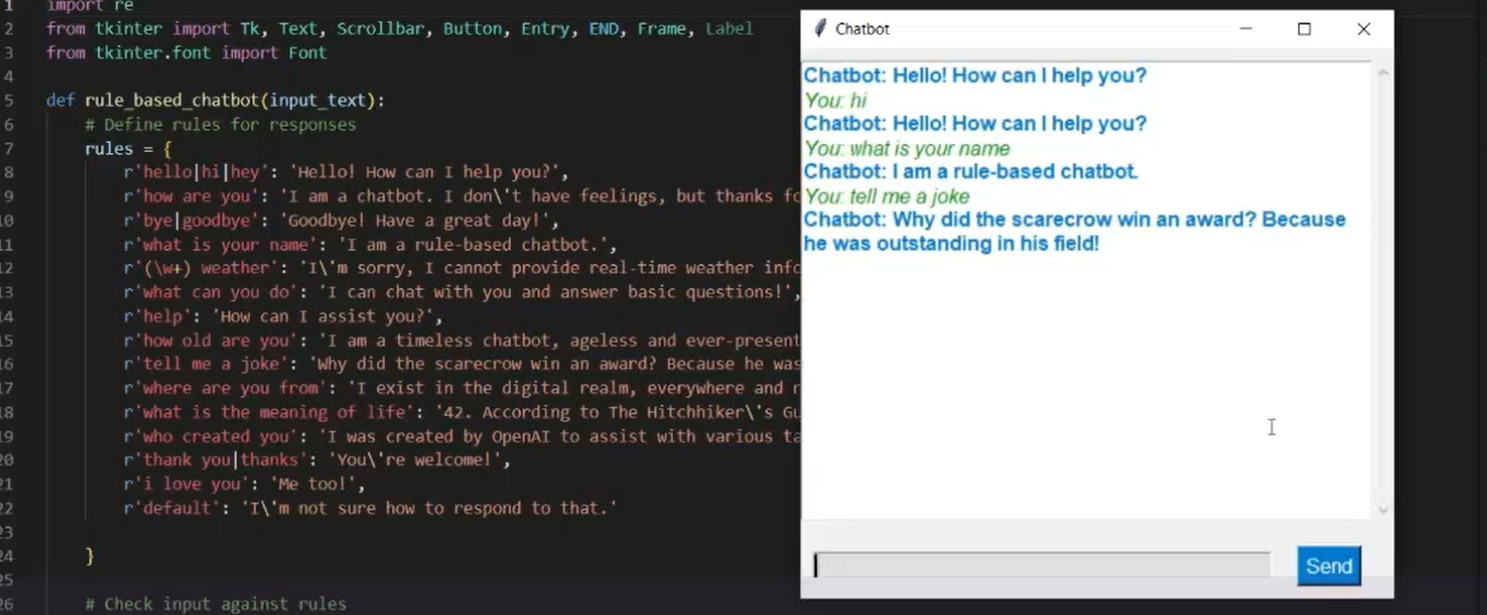 1 import re
2 from tkinter import Tk, Text, Scrollbar, Button, Entry, END, Frame, Label
3 from tkinter.font import Font
4
5 def rule_based_chatbot(input_text):
6 # Define rules for responses
7 rules = {
8 r'hello|hi|hey': 'Hello! How can I help you?',
9 r'how are you': 'I am a chatbot. I don\'t have feelings, but thanks fo
10 r'bye|goodbye': 'Goodbye! Have a great day!',
11 r'what is your name': 'I am a rule-based chatbot.',
12 r'(\w+) weather': 'I\'m sorry, I cannot provide real-time weather info
13 r'what can you do': 'I can chat with you and answer basic questions!',
14 r'help': 'How can I assist you?',
15 r'how old are you': 'I am a timeless chatbot, ageless and ever-present
16 r'tell me a joke': 'Why did the scarecrow win an award? Because he was
17 r'where are you from': 'I exist in the digital realm, everywhere and
18 r'what is the meaning of life': '42. According to The Hitchhiker\'s Gu
19 r'who created you': 'I was created by OpenAI to assist with various ta
20 r'thank you|thanks': 'You\'re welcome!',
21 r'i love you': 'Me too!',
22 r'default': 'I\'m not sure how to respond to that.'
23
24 }
25
26 # Check input against rules
Chatbot
Chatbot: Hello! How can I help you?
You: hi
Chatbot: Hello! How can I help you?
You: what is your name
Chatbot: I am a rule-based chatbot.
You: tell me a joke
Chatbot: Why did the scarecrow win an award? Because
he was outstanding in his field!
Send